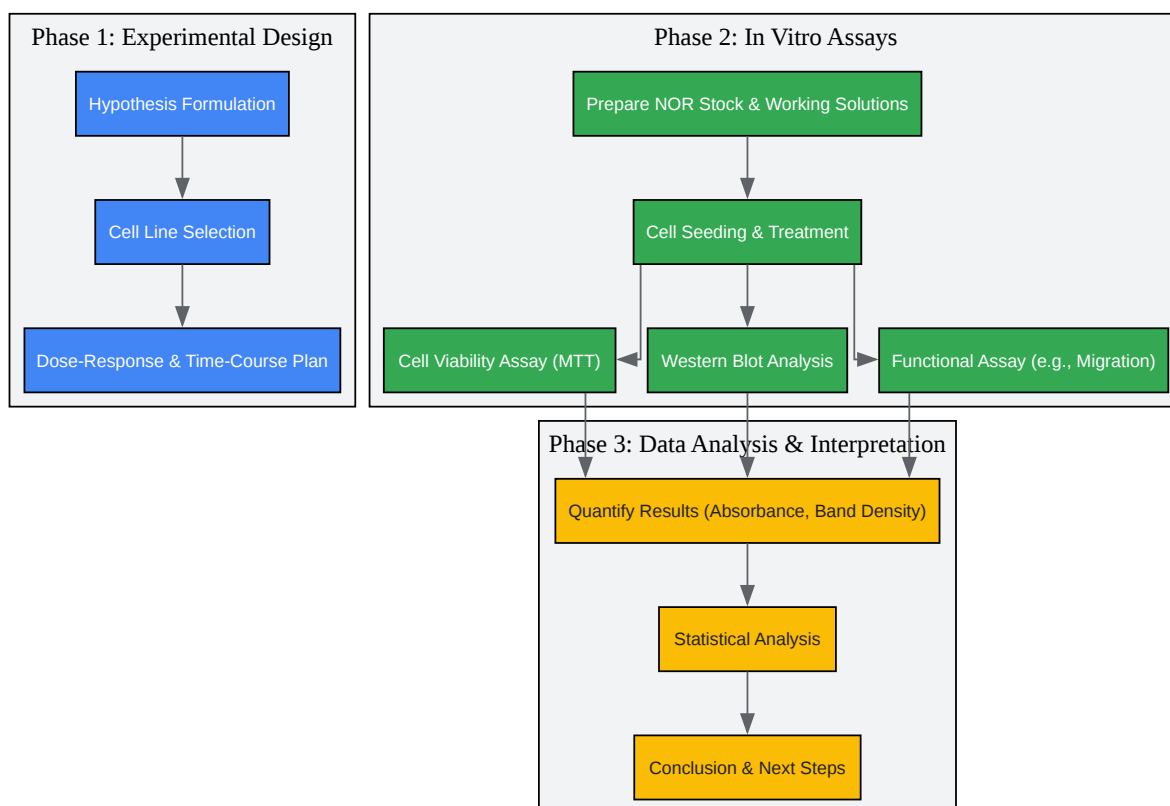 Phase 1: Experimental Design
Hypothesis Formulation
Cell Line Selection
Dose-Response & Time-Course Plan
Phase 2: In Vitro Assays
Prepare NOR Stock & Working Solutions
Cell Seeding & Treatment
Cell Viability Assay (MTT)
Western Blot Analysis
Functional Assay (e.g., Migration)
Phase 3: Data Analysis & Interpretation
Quantify Results (Absorbance, Band Density)
Statistical Analysis
Conclusion & Next Steps